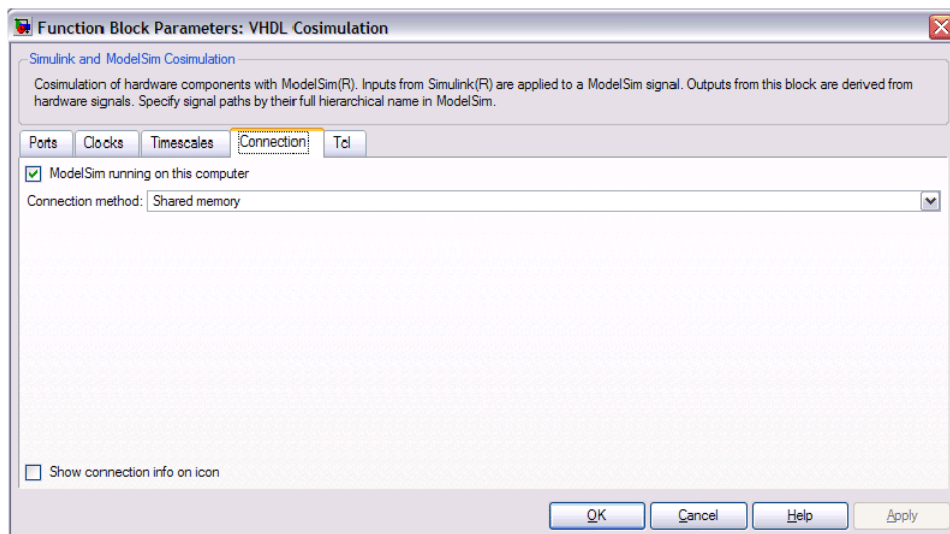 Function Block Parameters: VHDL Cosimulation
Simulink and ModelSim Cosimulation
Cosimulation of hardware components with ModelSim(R). Inputs from Simulink(R) are applied to a ModelSim signal. Outputs from this block are derived from
hardware signals. Specify signal paths by their full hierarchical name in ModelSim.
Ports Clocks Timescales Connection Tcl
ModelSim running on this computer
Connection method: Shared memory
Show connection info on icon
OK Cancel Help Apply